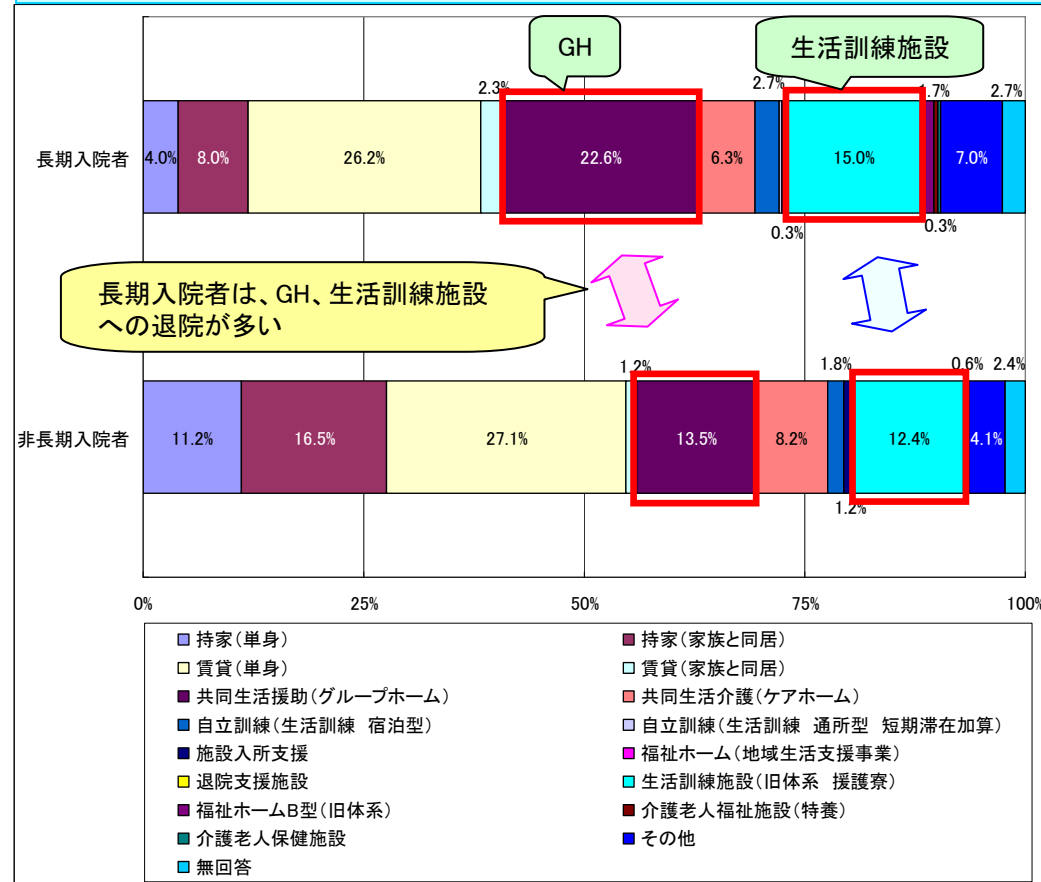 GH
生活訓練施設
2.3%
2.7%
1.7%
2.7%
長期入院者
4.0%
8.0%
26.2%
22.6%
6.3%
15.0%
7.0%
0.3%
0.3%
長期入院者は、GH、生活訓練施設
への退院が多い
1.2%
1.8%
0.6%
2.4%
非長期入院者
11.2%
16.5%
27.1%
13.5%
8.2%
12.4%
4.1%
1.2%
0%
25%
50%
75%
100%
持家(単身)
持家(家族と同居)
賃貸(単身)
賃貸(家族と同居)
共同生活援助(グループホーム)
共同生活介護(ケアホーム)
自立訓練(生活訓練 宿泊型)
自立訓練(生活訓練 通所型 短期滞在加算)
施設入所支援
福祉ホーム(地域生活支援事業)
退院支援施設
生活訓練施設(旧体系 援護寮)
福祉ホームB型(旧体系)
介護老人福祉施設(特養)
介護老人保健施設
その他
無回答